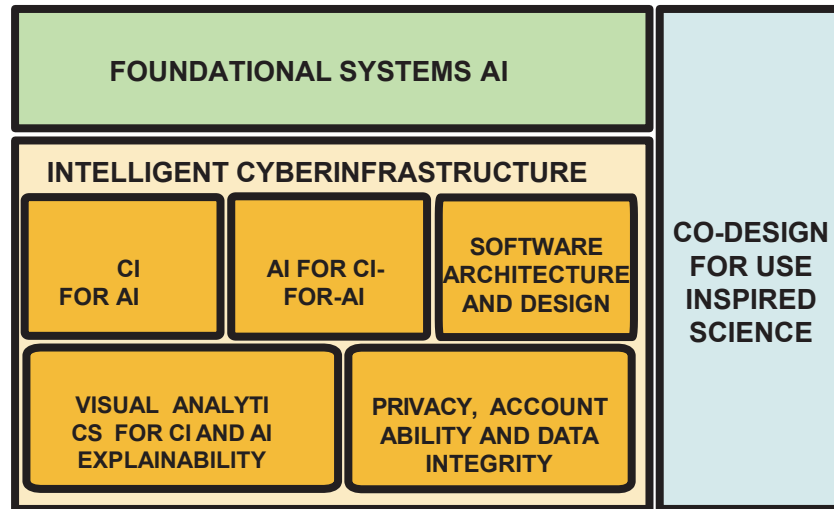 FOUNDATIONAL SYSTEMS AI
INTELLIGENT CYBERINFRASTRUCTURE
CI
FOR AI
AI FOR CI-
FOR-AI
SOFTWARE
ARCHITECTURE
AND DESIGN
VISUAL ANALYTI
CS FOR CI AND AI
EXPLAINABILITY
PRIVACY, ACCOUNT
ABILITY AND DATA
INTEGRITY
CO-DESIGN
FOR USE
INSPIRED
SCIENCE